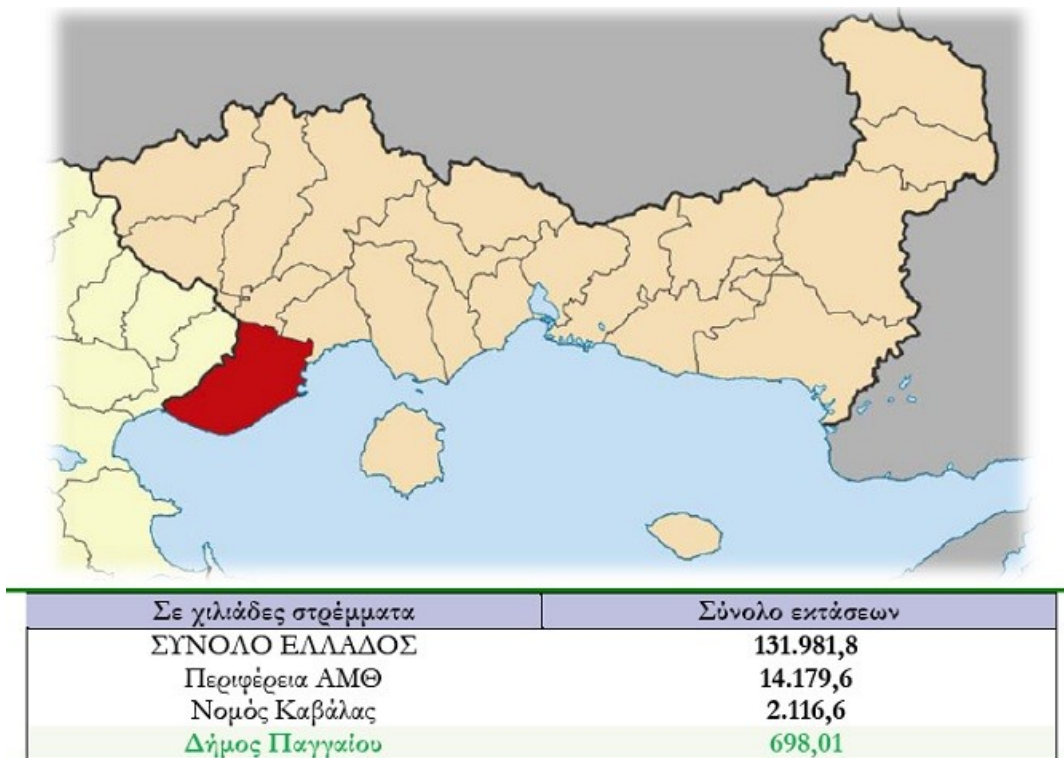 Σε χιλιάδες στρέμματα Σύνολο εκτάσεων
ΣΥΝΟΛΟ ΕΛΛΑΔΟΣ 131.981,8
Περιφέρεια ΑΜΘ 14.179,6
Νομός Καβάλας 2.116,6
Δήμος Παγγαίου 698,01